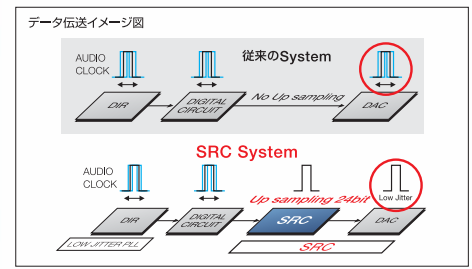 データ伝送イメージ図
AUDIO
CLOCK
従来のSystem
DIR
DIGITAL
CIRCUIT
No Up sampling
DAC
SRC System
AUDIO
CLOCK
Up sampling 24bit
Low Jitter
DIR
DIGITAL
CIRCUIT
SRC
DAC
LOW JITTER PLL
SRC